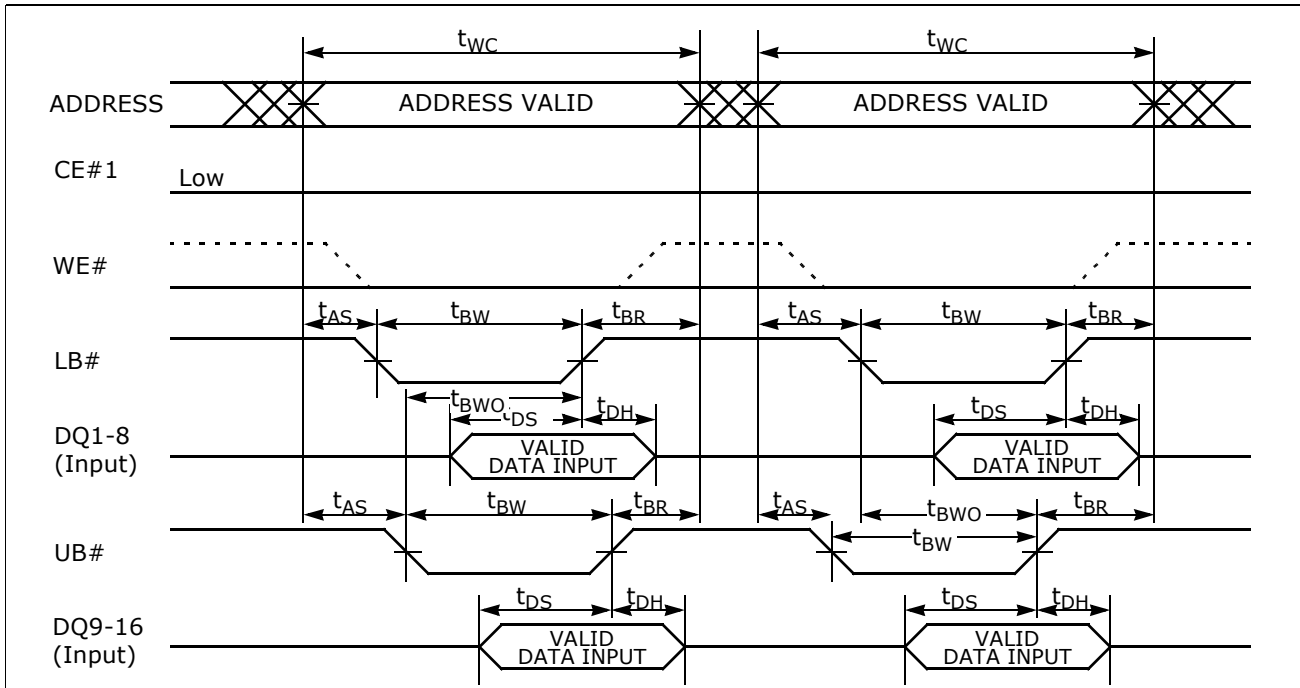 tWC tWC
ADDRESS ADDRESS VALID ADDRESS VALID
CE#1 Low
WE#
tAS tBW tBR tAS tBW tBR
LB#
tBWO
tDS tDH tDS tDH
DQ1-8
(Input)
VALID
DATA INPUT
VALID
DATA INPUT
tAS tBW tBR tAS tBWO tBR
tBW
UB#
tDS tDH tDS tDH
DQ9-16
(Input)
VALID
DATA INPUT
VALID
DATA INPUT